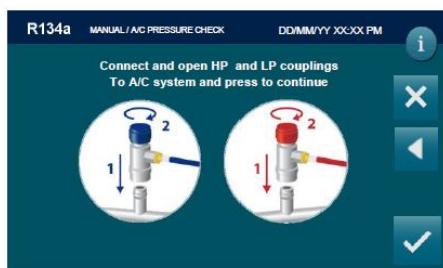 R134a MANUAL / A/C PRESSURE CHECK DD/MM/YY XX:XX PM
i
Connect and open HP and LP couplings
To A/C system and press to continue
2
1
2
1